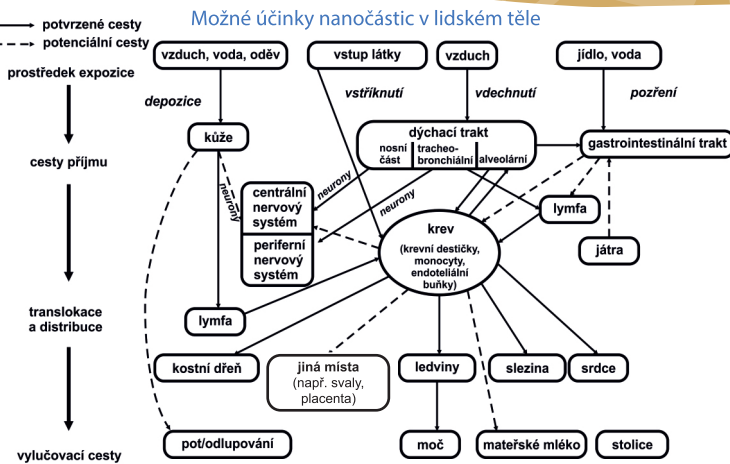 Možné účinky nanočástic v lidském těle
potvrzené cesty
potenciální cesty
prostředek expozice
cesty příjmu
translokace
a distribuce
vylučovací cesty
vzduch, voda, oděv
vstup látky
vzduch
jídlo, voda
depozice
vstříknutí
vdechnutí
pozření
kůže
dýchací trakt
nosní
část
tracheo-
bronchiální
alveolární
gastrointestinální trakt
neurony
neurony
neurony
centrální
nervový
systém
periferní
nervový
systém
krev
(krevní destičky,
monocyty,
endoteliální
buňky)
lymfa
játra
lymfa
kostní dřeň
jiná místa
(např. svaly,
placenta)
ledviny
slezina
srdce
pot/odlupování
moč
mateřské mléko
stolice